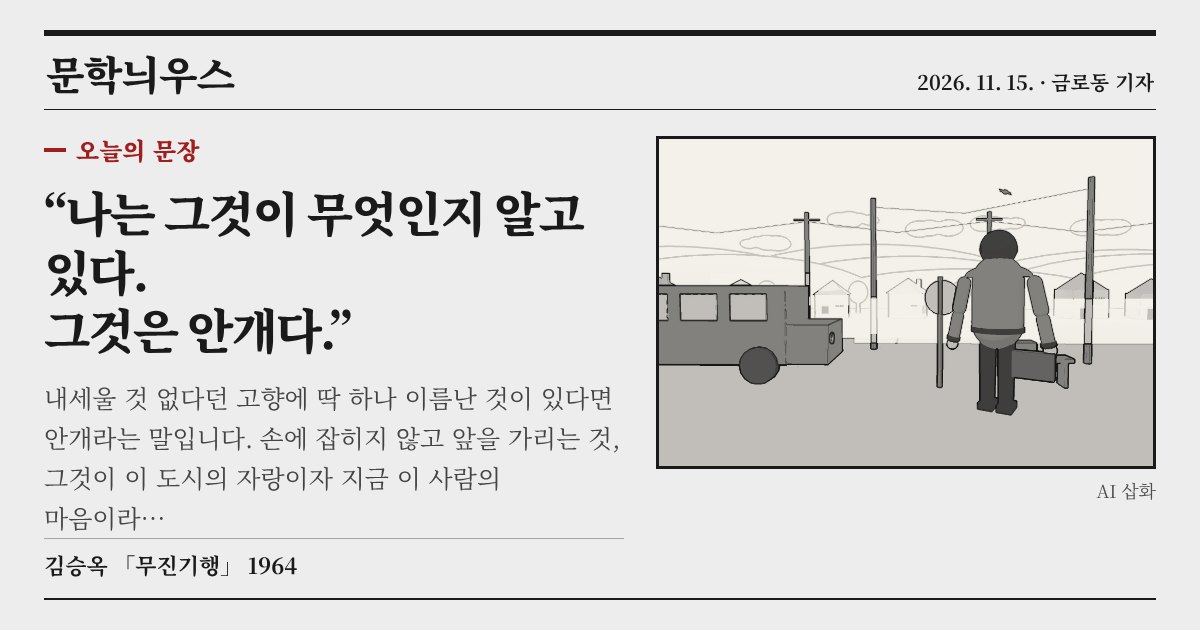 문학늬우스
2026. 11. 15. · 금로동 기자
오늘의 문장
“나는 그것이 무엇인지 알고
있다.
그것은 안개다.”
내세울 것 없다던 고향에 딱 하나 이름난 것이 있다면
안개라는 말입니다. 손에 잡히지 않고 앞을 가리는 것,
그것이 이 도시의 자랑이자 지금 이 사람의
마음이라…
AI 삽화
김승옥 「무진기행」 1964